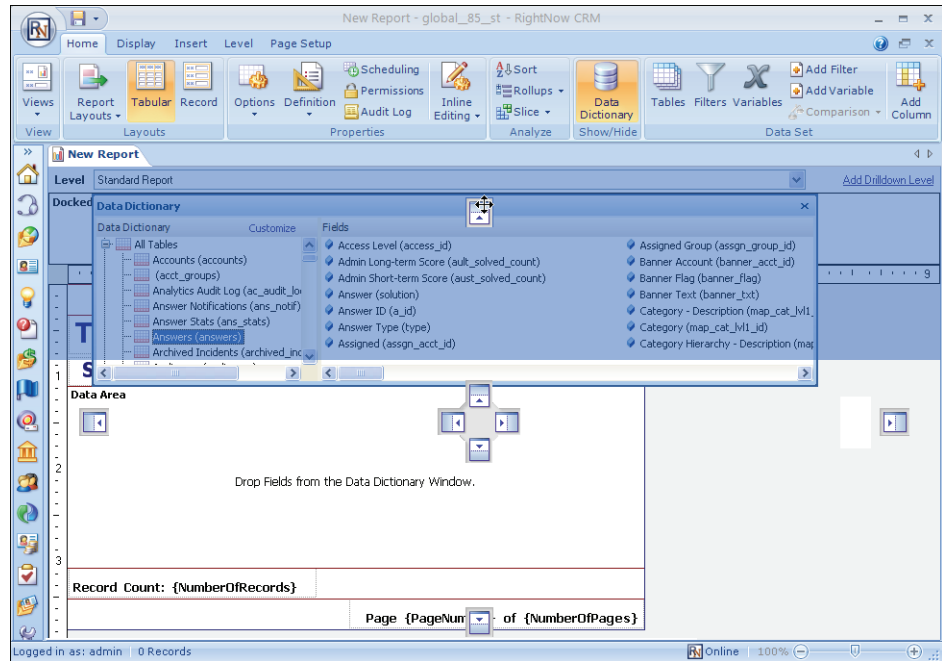 New Report - global_85_st - RightNow CRM
Home Display Insert Level Page Setup
Views
Report Layouts
Tabular
Record
Options
Definition
Scheduling
Permissions
Audit Log
Inline Editing
Sort
Rollups
Slice
Data Dictionary
Tables
Filters
Variables
Add Filter
Add Variable
Comparison
Add Column
View Layouts Properties Analyze Show/Hide Data Set
New Report
Level Standard Report Add Drilldown Level
Docked
Data Dictionary
Data Dictionary Customize Fields
All Tables
Accounts (accounts)
(acct_groups)
Analytics Audit Log (ac_audit_lo
Answer Notifications (ans_notif)
Answer Stats (ans_stats)
Answers (answers)
Archived Incidents (archived_inc
Access Level (access_id)
Admin Long-term Score (ault_solved_count)
Admin Short-term Score (aust_solved_count)
Answer (solution)
Answer ID (a_id)
Answer Type (type)
Assigned (assgn_acct_id)
Assigned Group (assgn_group_id)
Banner Account (banner_acct_id)
Banner Flag (banner_flag)
Banner Text (banner_txt)
Category - Description (map_cat_lvl1_
Category (map_cat_lvl1_id)
Category Hierarchy - Description (map
9
T
S
1
Data Area
2
Drop Fields from the Data Dictionary Window.
3
Record Count: {NumberOfRecords}
Page {PageNum of {NumberOfPages}
Logged in as: admin 0 Records Online 100%